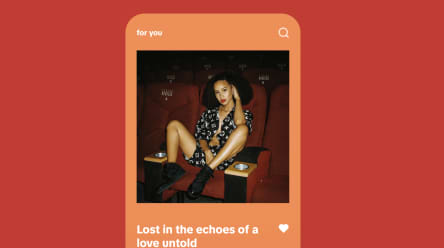 for you
Lost in the echoes of a
love untold